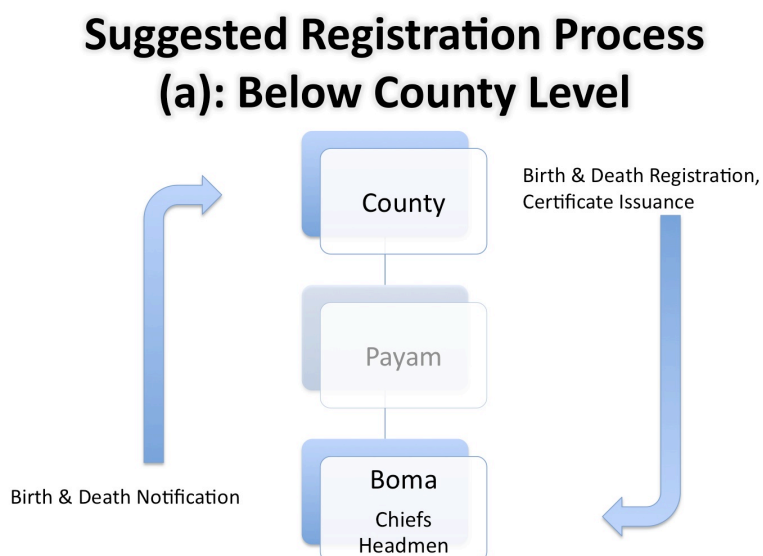 Suggested Registration Process
(a): Below County Level
Birth & Death Registration,
Certificate Issuance
County
Payam
Birth & Death Notification
Boma
Chiefs
Headmen